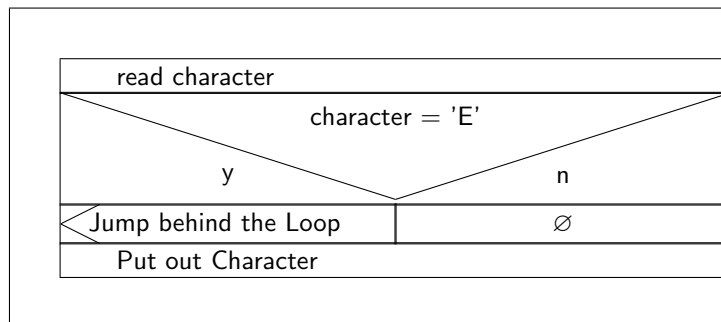 read character
character = 'E'
y n
Jump behind the Loop ∅
Put out Character